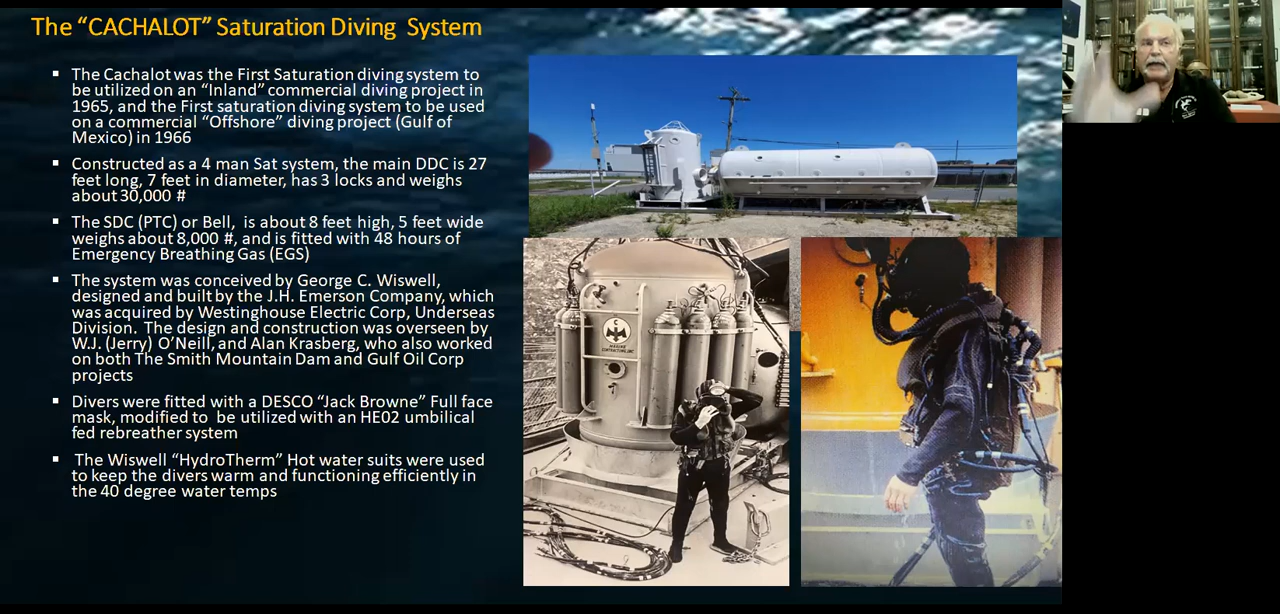 The “CACHALOT” Saturation Diving System
▪ The Cachalot was the First Saturation diving system to
be utilized on an “Inland” commercial diving project in
1965, and the First saturation diving system to be used
on a commercial “Offshore” diving project (Gulf of
Mexico) in 1966
▪ Constructed as a 4 man Sat system, the main DDC is 27
feet long, 7 feet in diameter, has 3 locks and weighs
about 30,000 #
▪ The SDC (PTC) or Bell, is about 8 feet high, 5 feet wide
weighs about 8,000 #, and is fitted with 48 hours of
Emergency Breathing Gas (EGS)
▪ The system was conceived by George C. Wiswell,
designed and built by the J.H. Emerson Company, which
was acquired by Westinghouse Electric Corp, Underseas
Division. The design and construction was overseen by
W.J. (Jerry) O’Neill, and Alan Krasberg, who also worked
on both The Smith Mountain Dam and Gulf Oil Corp
projects
▪ Divers were fitted with a DESCO “Jack Browne” Full face
mask, modified to be utilized with an HE02 umbilical
fed rebreather system
▪ The Wiswell “HydroTherm” Hot water suits were used
to keep the divers warm and functioning efficiently in
the 40 degree water temps
MARINE
CONTRACTING INC